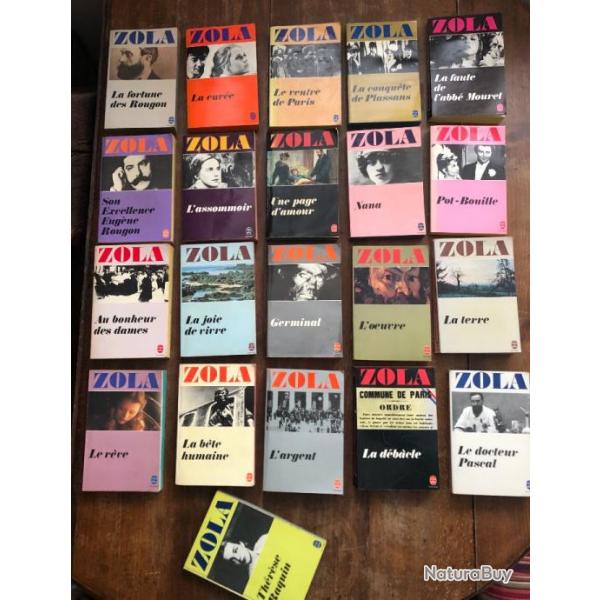 ZOLA
La fortune
des Rougon
ZOLA
La curée
ZOLA
Le ventre
de Paris
ZOLA
La conquête
de Plassans
ZOLA
La faute
de
l'abbé Mouret
ZOLA
Son
Excellence
Eugène
Rougon
ZOLA
L'assommoir
ZOLA
Une page
d'amour
ZOLA
Nana
ZOLA
Pot-Bouille
ZOLA
Au bonheur
des dames
ZOLA
La joie
de vivre
ZOLA
Germinal
ZOLA
L'œuvre
ZOLA
La terre
ZOLA
Le rêve
ZOLA
La bête
humaine
ZOLA
L'argent
ZOLA
COMMUNE DE PARIS
ORDRE
La débâcle
ZOLA
Le docteur
Pascal
ZOLA
Thérèse
Raquin
NaturaBuy